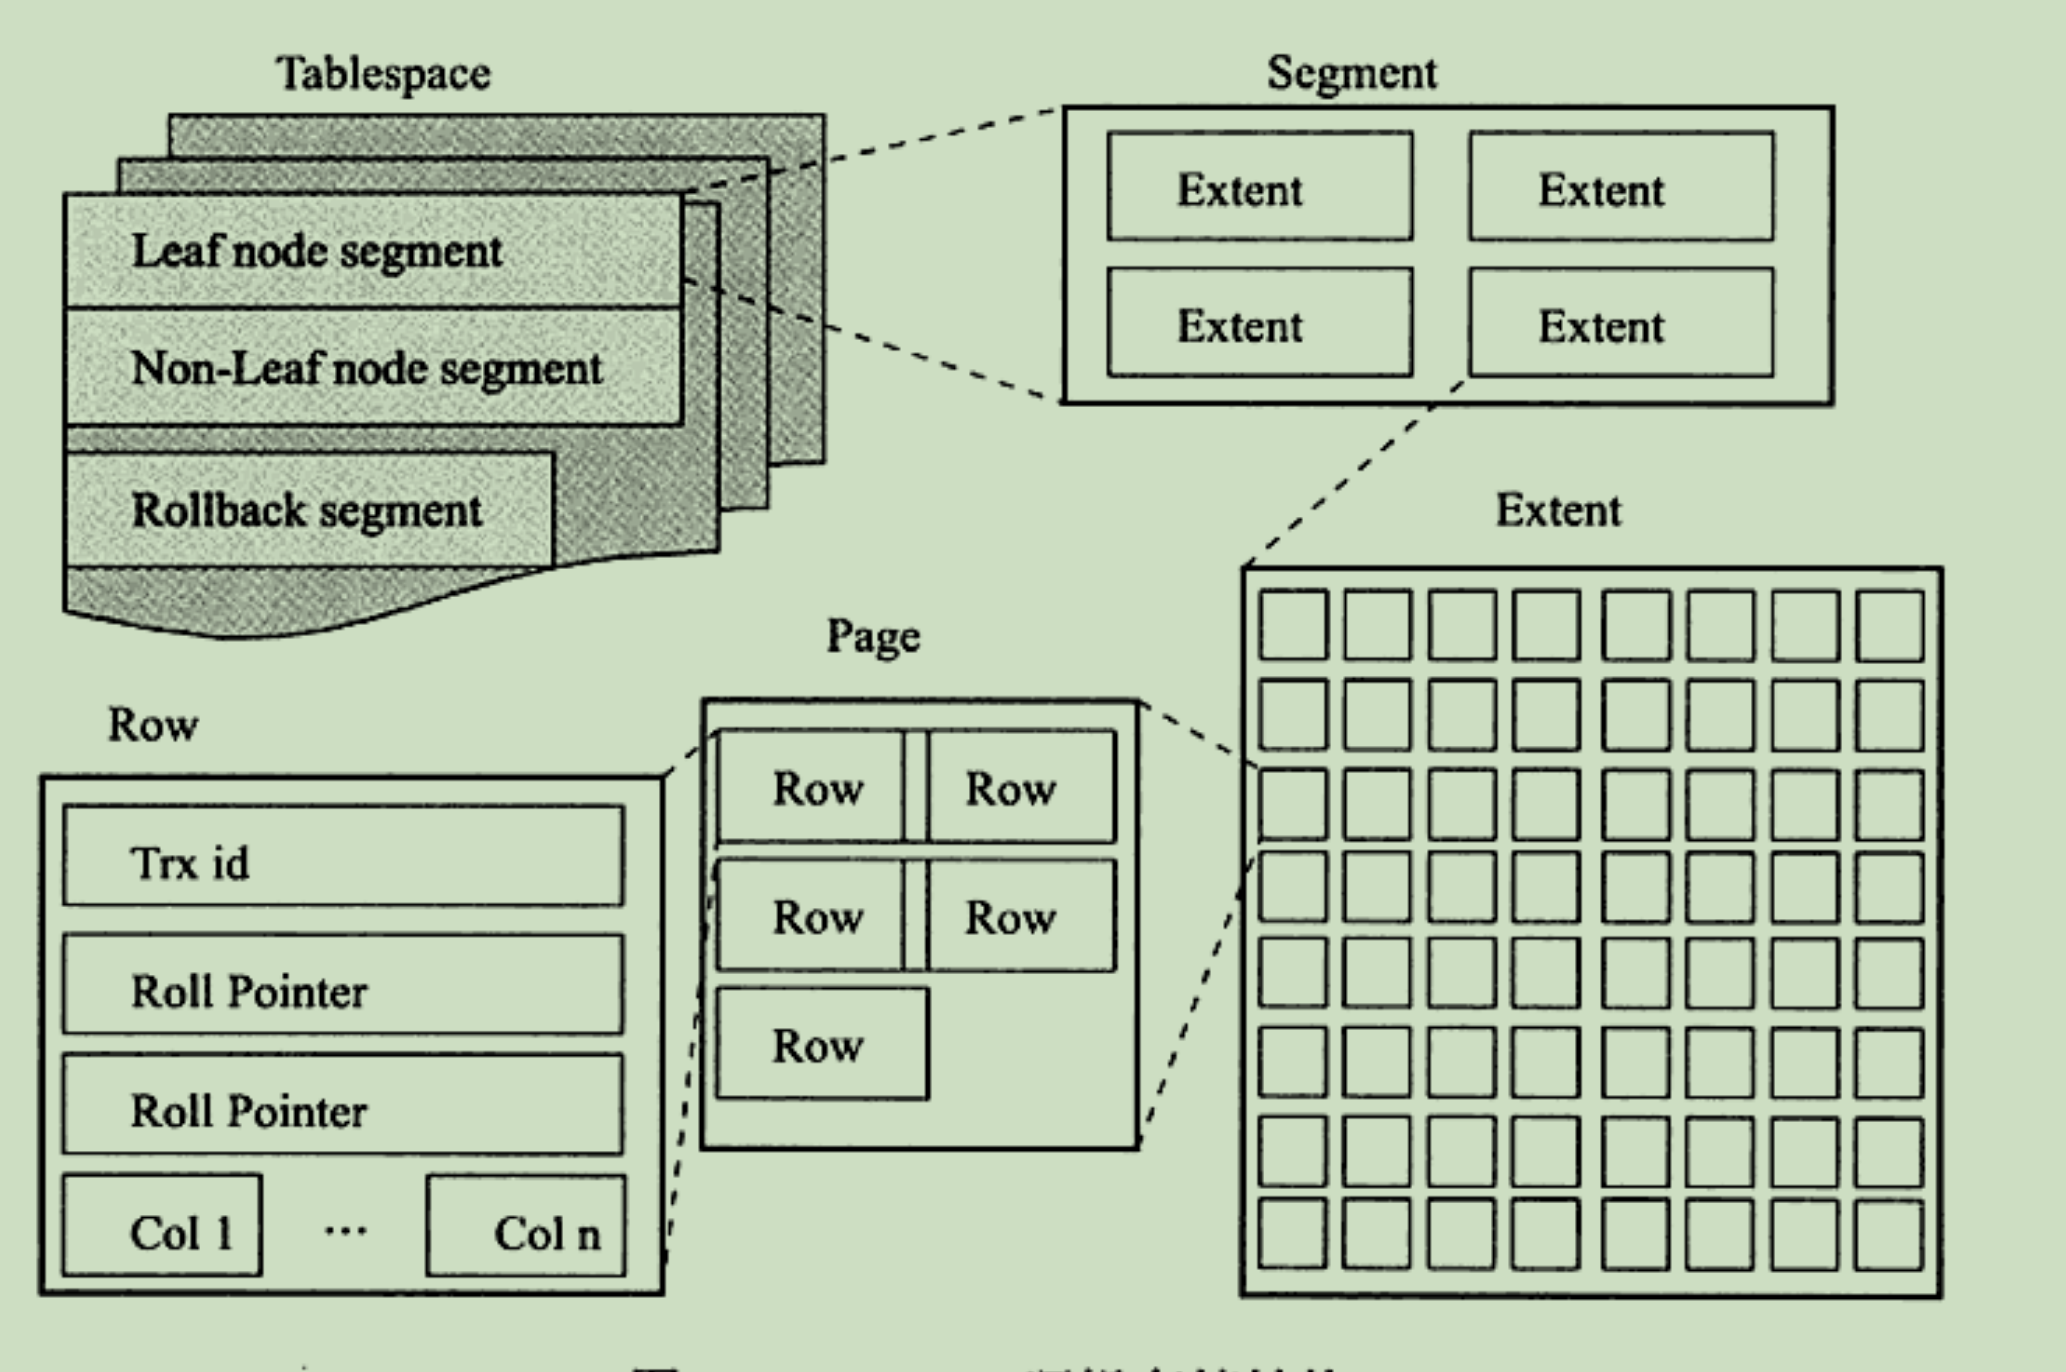 Tablespace
Leaf node segment
Non-Leaf node segment
Rollback segment
Segment
Extent Extent
Extent Extent
Extent
Page
Row Row
Row Row
Row
Row
Trx id
Roll Pointer
Roll Pointer
Col 1 ... Col n